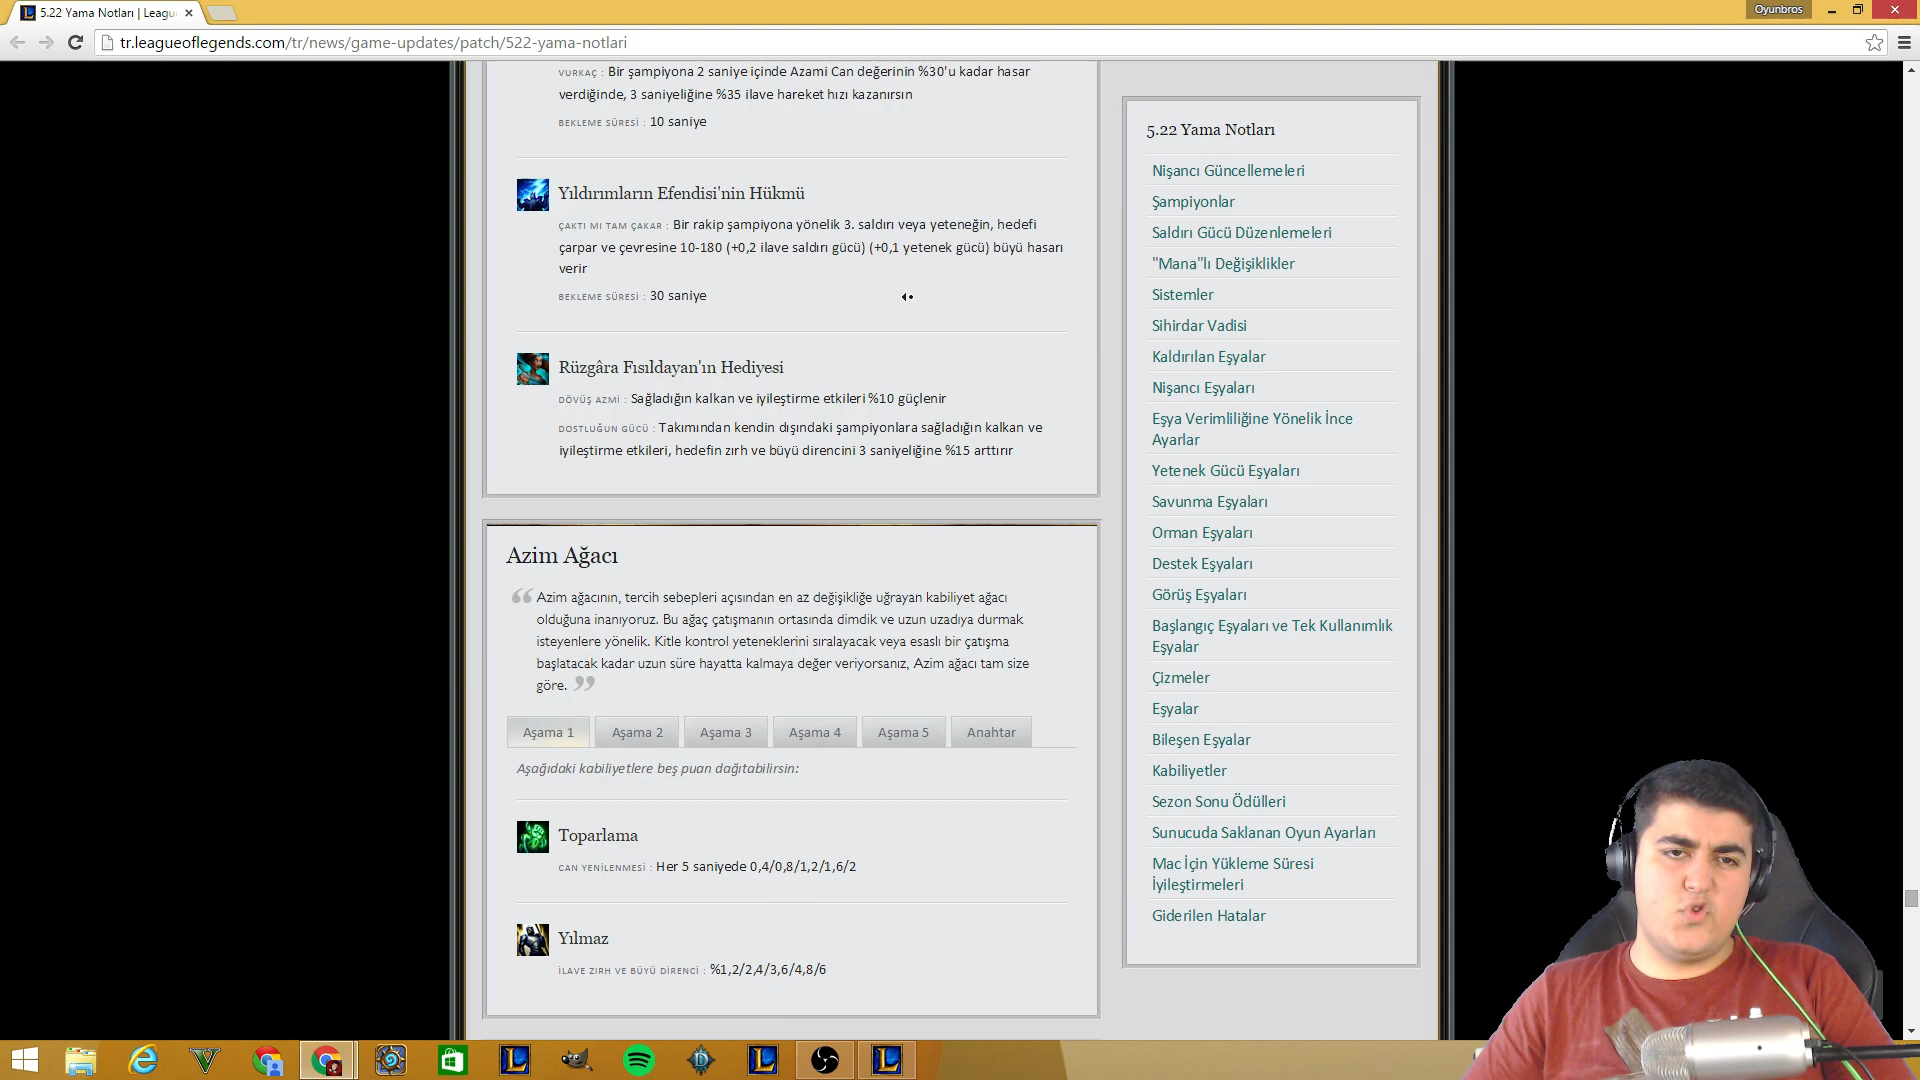 5.22 Yama Notları | Leagu
Oyunbros
tr.leagueoflegends.com/tr/news/game-updates/patch/522-yama-notlari
VURKAÇ : Bir şampiyona 2 saniye içinde Azami Can değerinin %30'u kadar hasar
verdiğinde, 3 saniyeliğine %35 ilave hareket hızı kazanırsın
BEKLEME SÜRESİ : 10 saniye
Yıldırımların Efendisi'nin Hükmü
ÇAKTI MI TAM ÇAKAR : Bir rakip şampiyona yönelik 3. saldırı veya yeteneğin, hedefi
çarpar ve çevresine 10-180 (+0,2 ilave saldırı gücü) (+0,1 yetenek gücü) büyü hasarı
verir
BEKLEME SÜRESİ : 30 saniye
Rüzgâra Fısıldayan'ın Hediyesi
DÖVÜŞ AZMİ : Sağladığın kalkan ve iyileştirme etkileri %10 güçlenir
DOSTLUĞUN GÜCÜ : Takımından kendin dışındaki şampiyonlara sağladığın kalkan ve
iyileştirme etkileri, hedefin zırh ve büyü direncini 3 saniyeliğine %15 arttırır
Azim Ağacı
“ Azim ağacının, tercih sebepleri açısından en az değişikliğe uğrayan kabiliyet ağacı
olduğuna inanıyoruz. Bu ağaç çatışmanın ortasında dimdik ve uzun uzadıya durmak
isteyenlere yönelik. Kitle kontrol yeteneklerini sıralayacak veya esaslı bir çatışma
başlatacak kadar uzun süre hayatta kalmaya değer veriyorsanız, Azim ağacı tam size
göre. ”
Aşama 1 Aşama 2 Aşama 3 Aşama 4 Aşama 5 Anahtar
Aşağıdaki kabiliyetlere beş puan dağıtabilirsin:
Toparlama
CAN YENİLENMESİ : Her 5 saniyede 0,4/0,8/1,2/1,6/2
Yılmaz
İLAVE ZIRH VE BÜYÜ DİRENCİ : %1,2/2,4/3,6/4,8/6
5.22 Yama Notları
Nişancı Güncellemeleri
Şampiyonlar
Saldırı Gücü Düzenlemeleri
"Mana"lı Değişiklikler
Sistemler
Sihirdar Vadisi
Kaldırılan Eşyalar
Nişancı Eşyaları
Eşya Verimliliğine Yönelik İnce
Ayarlar
Yetenek Gücü Eşyaları
Savunma Eşyaları
Orman Eşyaları
Destek Eşyaları
Görüş Eşyaları
Başlangıç Eşyaları ve Tek Kullanımlık
Eşyalar
Çizmeler
Eşyalar
Bileşen Eşyalar
Kabiliyetler
Sezon Sonu Ödülleri
Sunucuda Saklanan Oyun Ayarları
Mac İçin Yükleme Süresi
İyileştirmeleri
Giderilen Hatalar